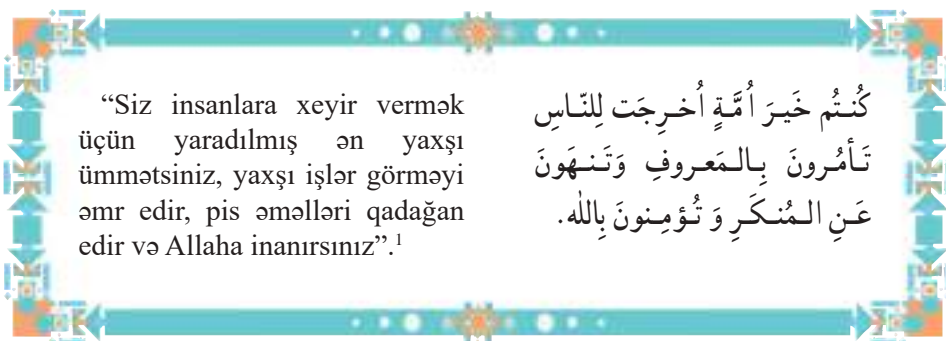 “Siz insanlara xeyir vermək
üçün yaradılmış ən yaxşı
ümmətsiniz, yaxşı işlər görməyi
əmr edir, pis əməlləri qadağan
edir və Allaha inanırsınız”. 1
كُنتُم خَيرَ اُمَّةٍ اُخرِجَت لِلنّاسِ
تَأمُرونَ بِالمَعروفِ وَتَنهَونَ
عَنِ المُنكَرِ وَ تُؤمِنونَ بِالله.